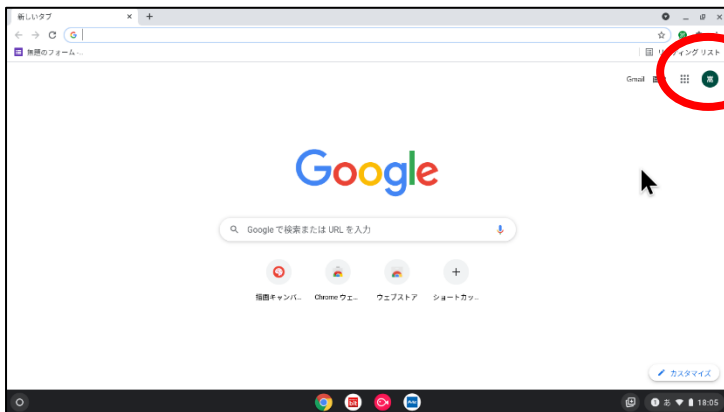 新しいタブ
無題のフォーム -...
リーディング リスト
Gmail
Google
Google で検索または URL を入力
描画キャンバ...
Chrome ウェ...
ウェブストア
ショートカッ...
カスタマイズ
あ
18:05